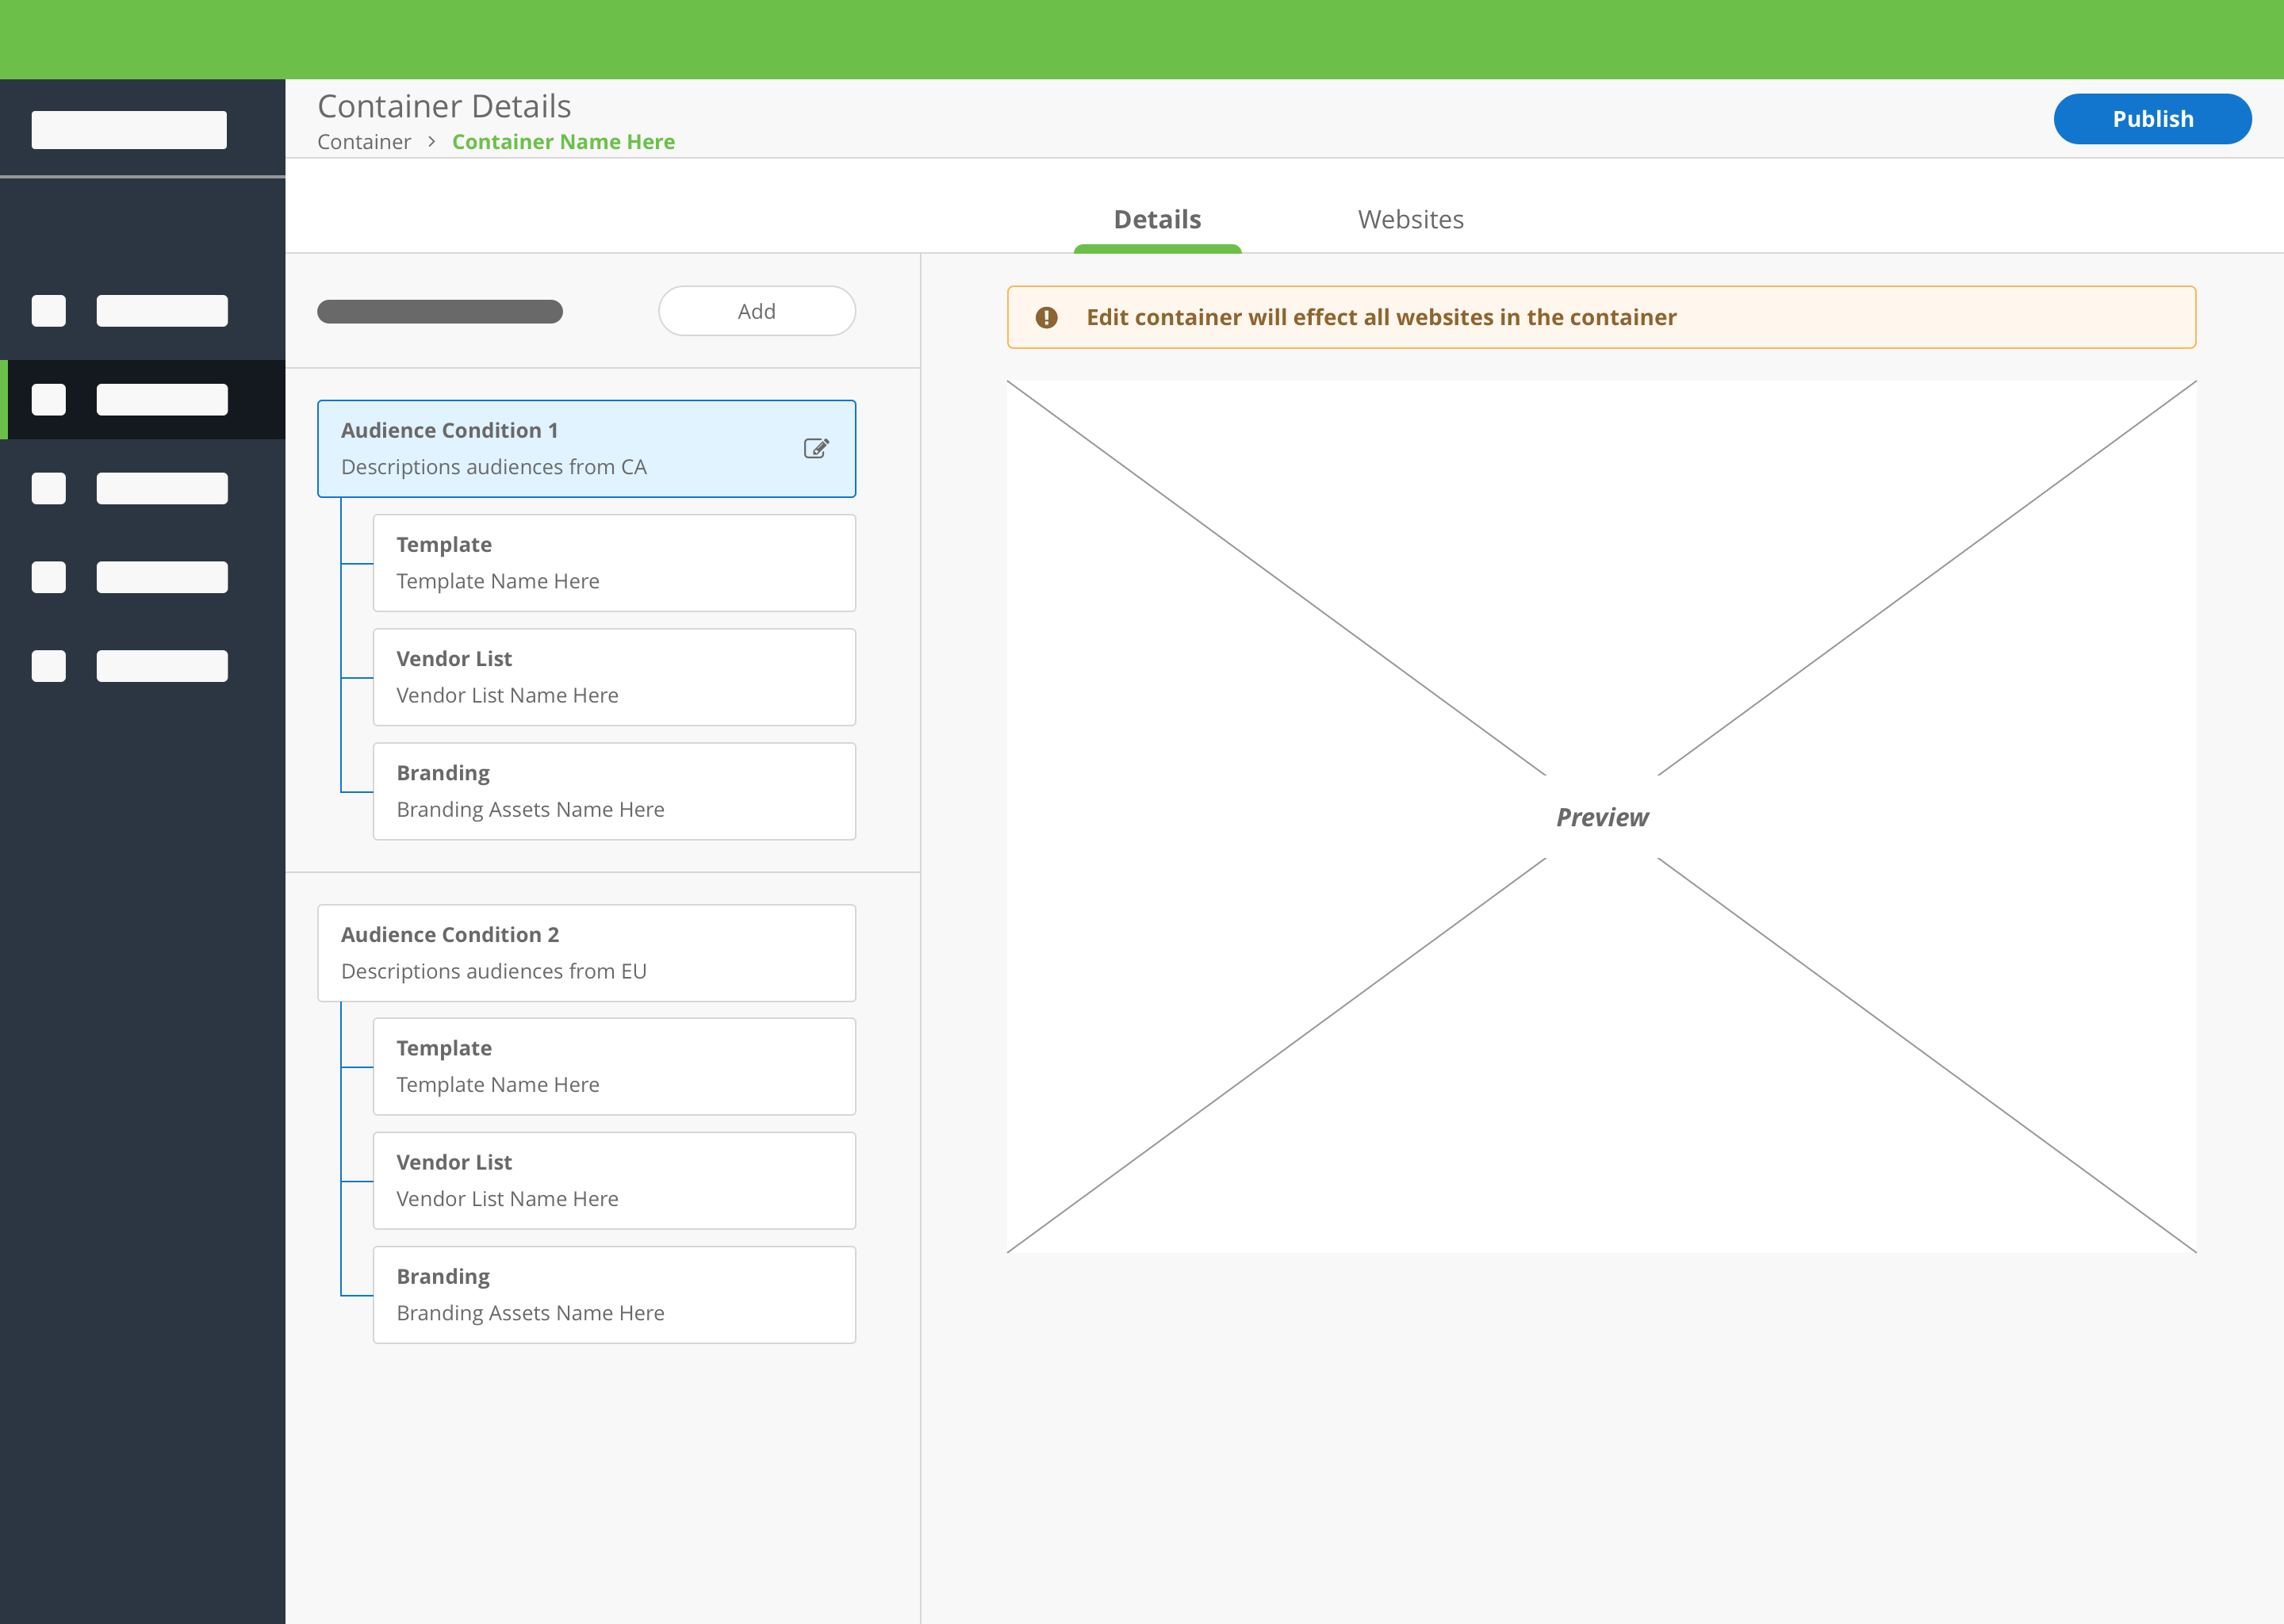 Container Details
Container > Container Name Here
Publish
Details
Websites
Add
Edit container will effect all websites in the container
Audience Condition 1
Descriptions audiences from CA
Template
Template Name Here
Vendor List
Vendor List Name Here
Branding
Branding Assets Name Here
Preview
Audience Condition 2
Descriptions audiences from EU
Template
Template Name Here
Vendor List
Vendor List Name Here
Branding
Branding Assets Name Here